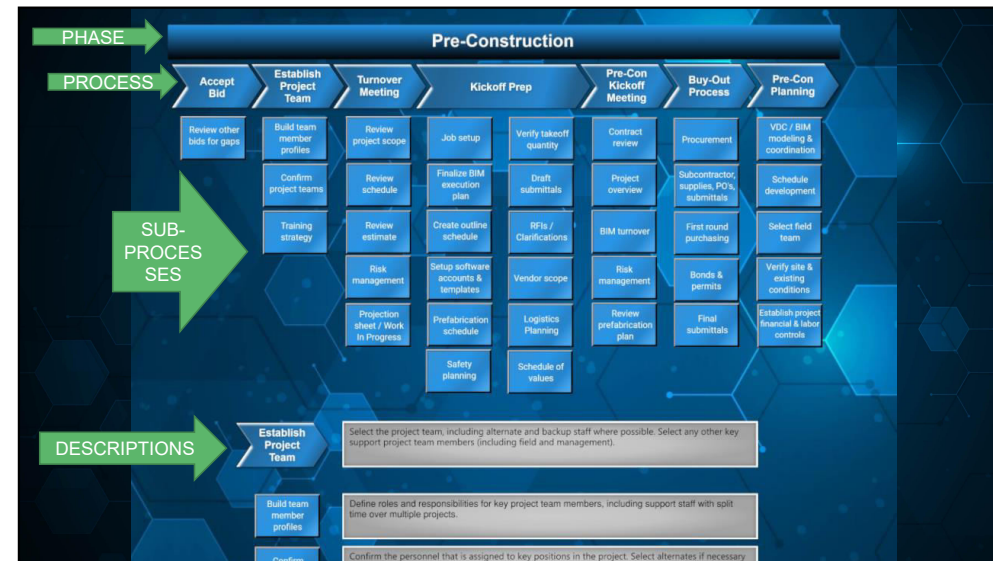 PHASE
Pre-Construction
PROCESS
Accept
Bid
Establish
Project
Team
Turnover
Meeting
Kickoff Prep
Pre-Con
Kickoff
Meeting
Buy-Out
Process
Pre-Con
Planning
SUB-
PROCES
SES
Review other
bids for gaps
Build team
member
profiles
Confirm
project teams
Training
strategy
Review
project scope
Review
schedule
Review
estimate
Risk
management
Projection
sheet / Work
In Progress
Job setup
Finalize BIM
execution
plan
Create outline
schedule
Setup software
accounts &
templates
Prefabrication
schedule
Safety
planning
Verify takeoff
quantity
Draft
submittals
RFIs /
Clarifications
Vendor scope
Logistics
Planning
Schedule of
values
Contract
review
Project
overview
BIM turnover
Risk
management
Review
prefabrication
plan
Procurement
Subcontractor,
supplies, PO's,
submittals
First round
purchasing
Bonds &
permits
Final
submittals
VDC / BIM
modeling &
coordination
Schedule
development
Select field
team
Verify site &
existing
conditions
Establish project
financial & labor
controls
DESCRIPTIONS
Establish
Project
Team
Select the project team, including alternate and backup staff where possible. Select any other key
support project team members (including field and management).
Build team
member
profiles
Define roles and responsibilities for key project team members, including support staff with split
time over multiple projects.
Confirm
Confirm the personnel that is assigned to key positions in the project. Select alternates if necessary